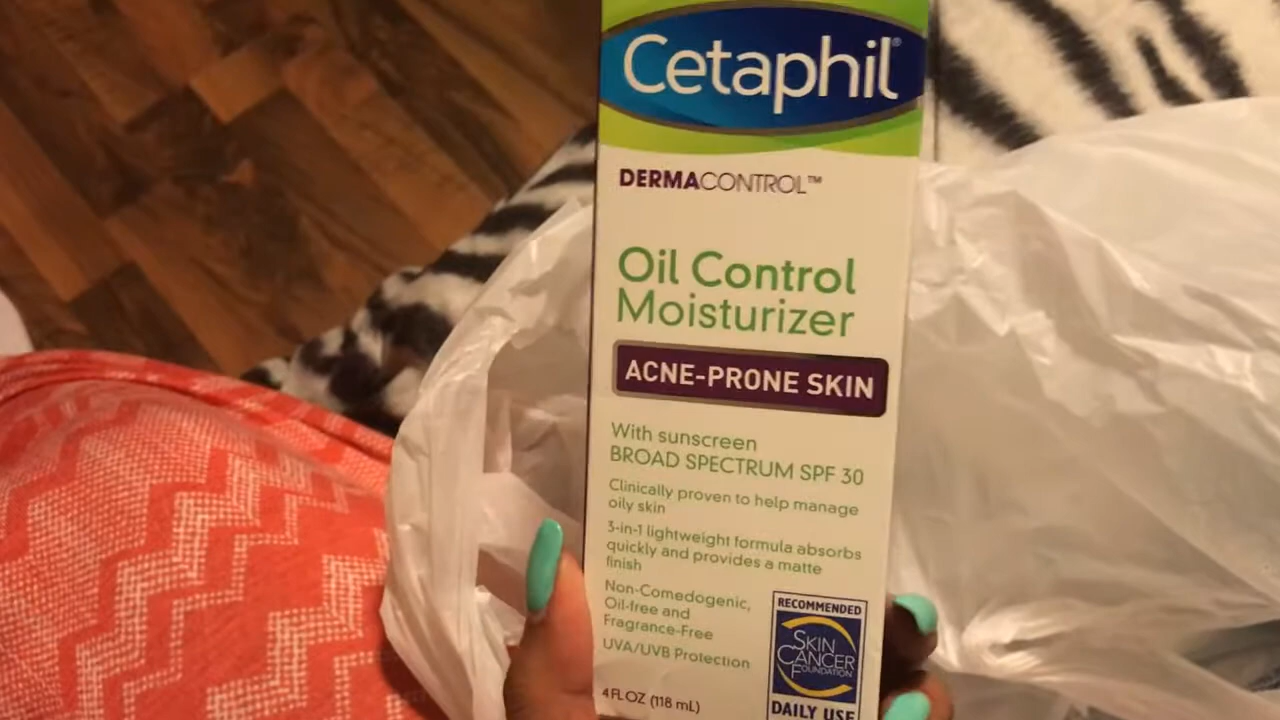 Cetaphil®
DERMACONTROL™
Oil Control
Moisturizer
ACNE-PRONE SKIN
With sunscreen
BROAD SPECTRUM SPF 30
Clinically proven to help manage
oily skin
3-in-1 lightweight formula absorbs
quickly and provides a matte
finish
Non-Comedogenic,
Oil-free and
Fragrance-Free
UVA/UVB Protection
4 FL OZ (118 mL)
RECOMMENDED
SKIN
CANCER
FOUNDATION
DAILY USE